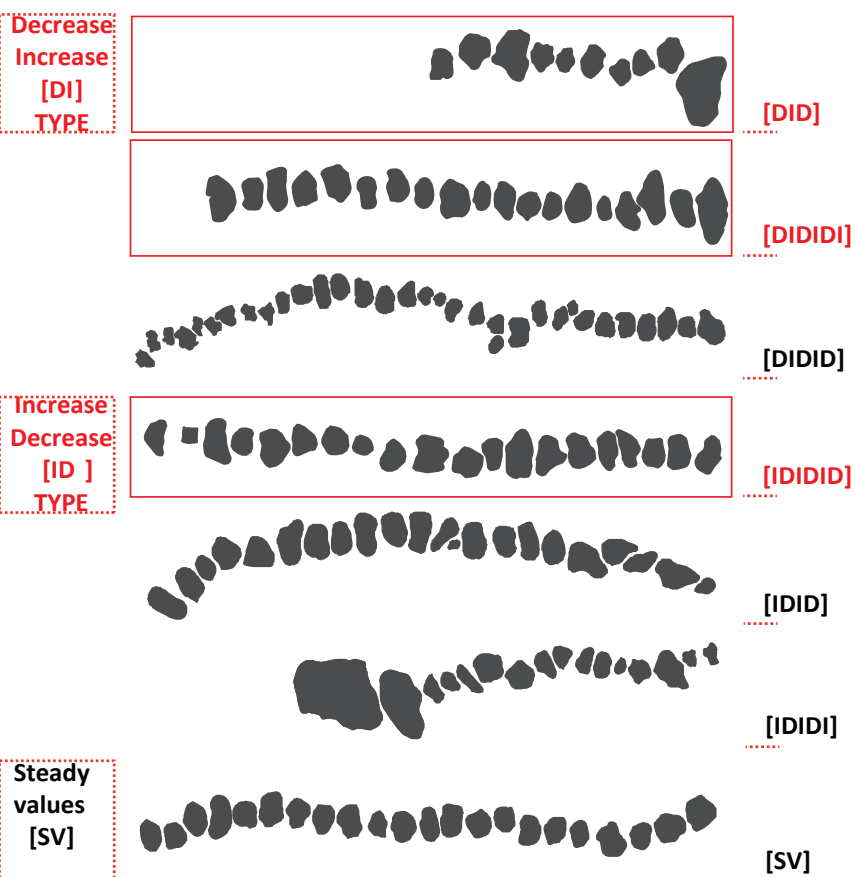 Decrease
Increase
[DI]
TYPE
[DID]
[DIDIDI]
[DIDID]
Increase
Decrease
[ID ]
TYPE
[IDIDID]
[IDID]
[IDIDI]
Steady
values
[SV]
[SV]